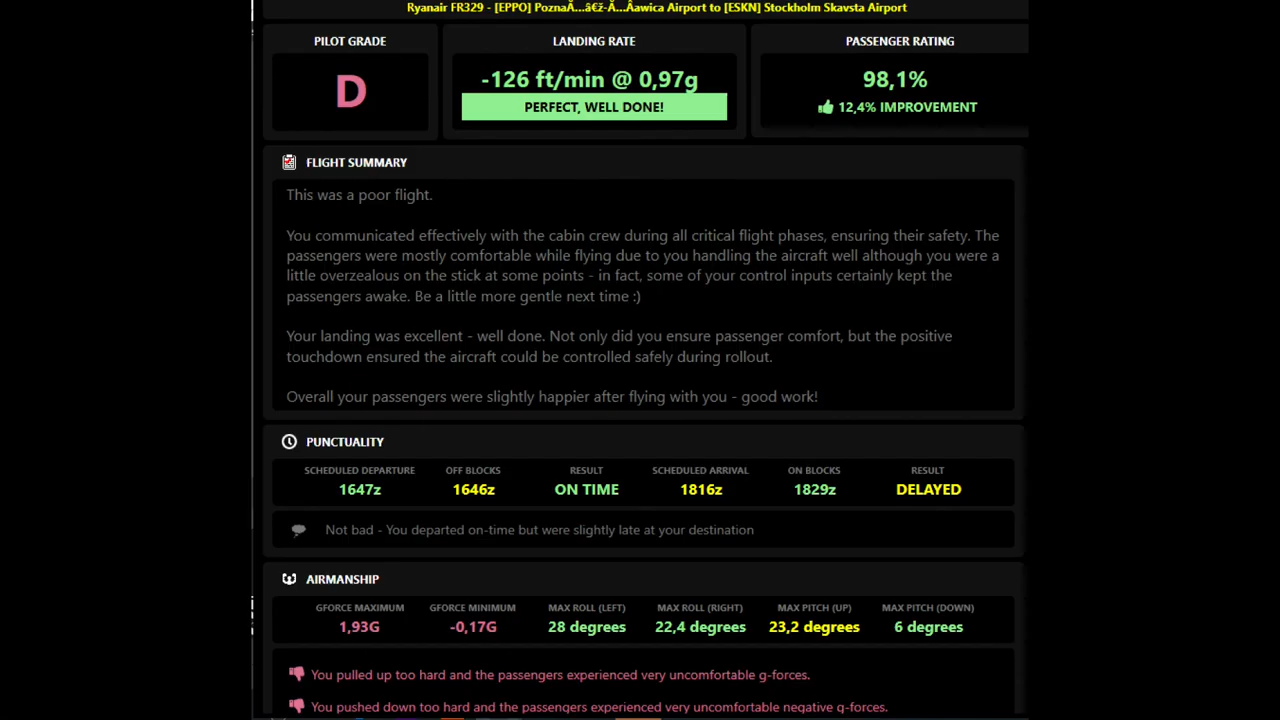 Ryanair FR329 - [EPPO] PoznaĂ…â€ž-Ă…Âawica Airport to [ESKN] Stockholm Skavsta Airport
PILOT GRADE
D
LANDING RATE
-126 ft/min @ 0,97g
PERFECT, WELL DONE!
PASSENGER RATING
98,1%
12,4% IMPROVEMENT
FLIGHT SUMMARY
This was a poor flight.
You communicated effectively with the cabin crew during all critical flight phases, ensuring their safety. The
passengers were mostly comfortable while flying due to you handling the aircraft well although you were a
little overzealous on the stick at some points - in fact, some of your control inputs certainly kept the
passengers awake. Be a little more gentle next time :)
Your landing was excellent - well done. Not only did you ensure passenger comfort, but the positive
touchdown ensured the aircraft could be controlled safely during rollout.
Overall your passengers were slightly happier after flying with you - good work!
PUNCTUALITY
SCHEDULED DEPARTURE OFF BLOCKS RESULT SCHEDULED ARRIVAL ON BLOCKS RESULT
1647z 1646z ON TIME 1816z 1829z DELAYED
Not bad - You departed on-time but were slightly late at your destination
AIRMANSHIP
GFORCE MAXIMUM GFORCE MINIMUM MAX ROLL (LEFT) MAX ROLL (RIGHT) MAX PITCH (UP) MAX PITCH (DOWN)
1,93G -0,17G 28 degrees 22,4 degrees 23,2 degrees 6 degrees
You pulled up too hard and the passengers experienced very uncomfortable g-forces.
You pushed down too hard and the passengers experienced very uncomfortable negative g-forces.